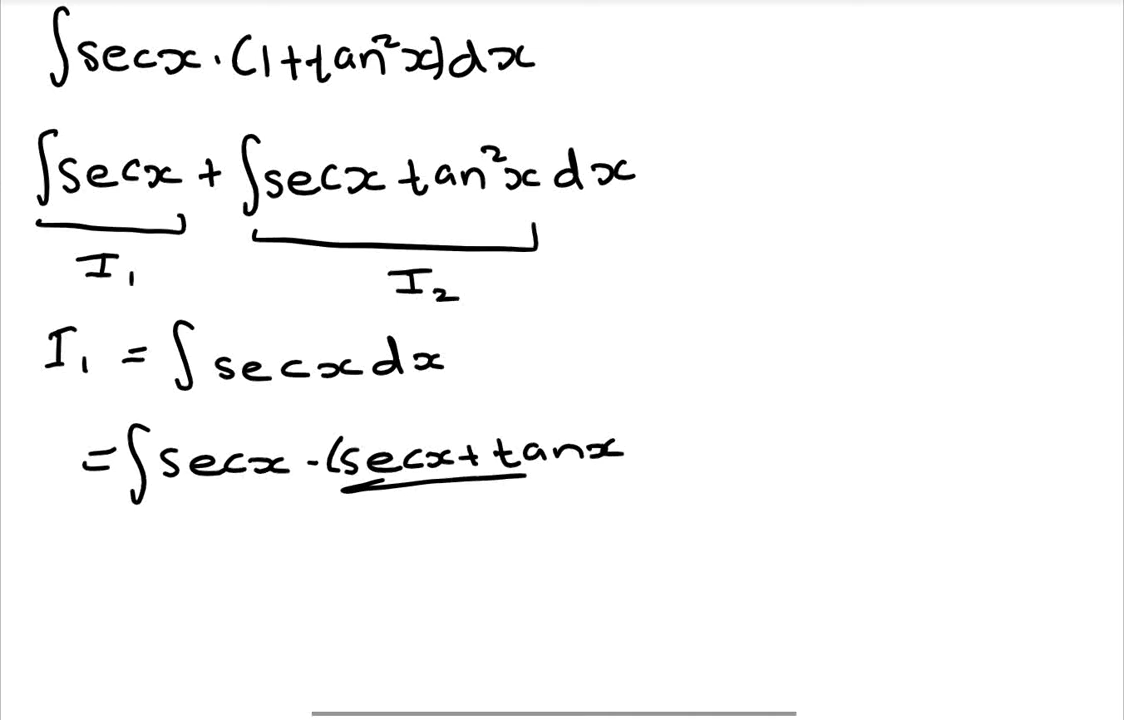 ∫secx·(1+tan²x)dx
∫secx + ∫secx tan²x dx
I₁ I₂
I₁ = ∫ secx dx
= ∫ secx · (secx + tanx